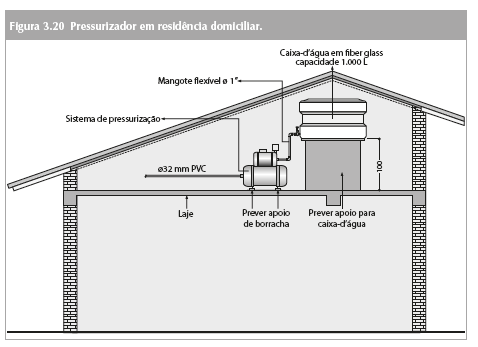 Figura 3.20 Pressurizador em residência domiciliar.
Caixa-d'água em fiber glass
capacidade 1.000 L
Mangote flexível ø 1"
Sistema de pressurização
ø32 mm PVC
100
Laje
Prever apoio
de borracha
Prever apoio para
caixa-d'água